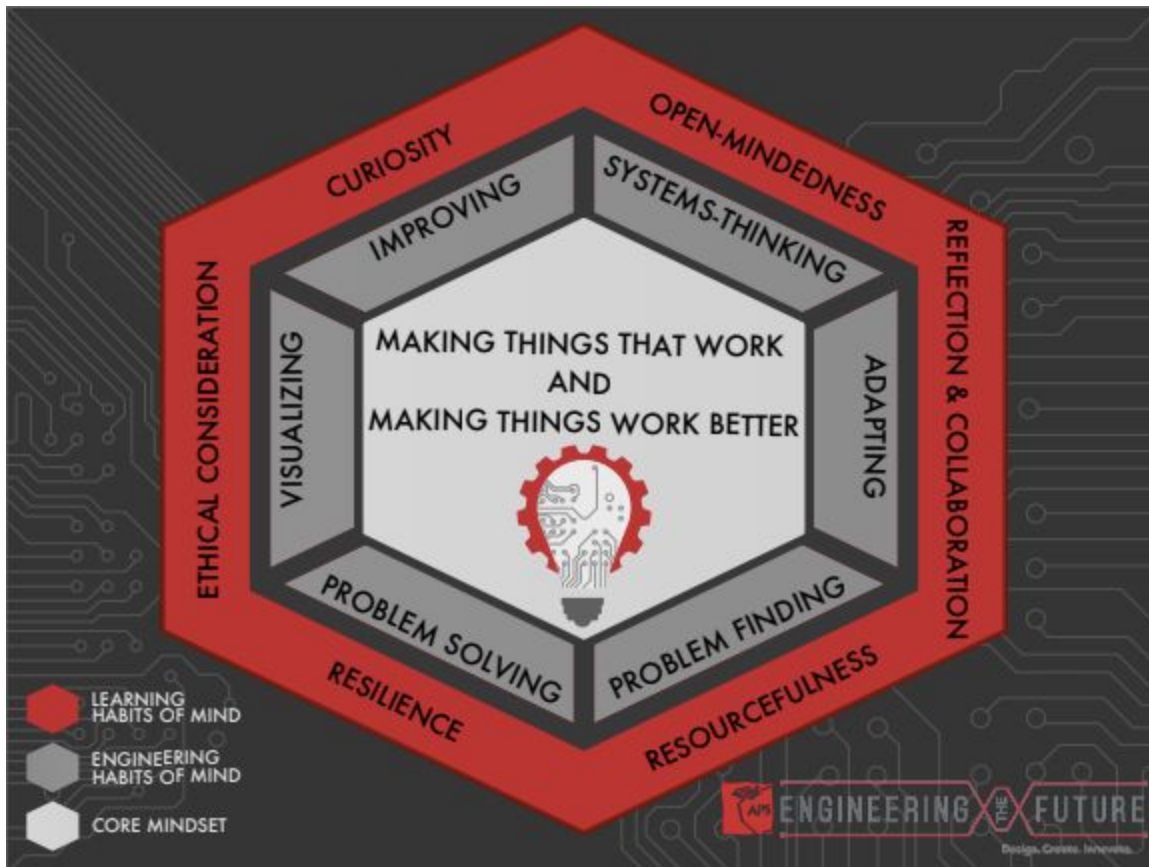 CURIOSITY
OPEN-MINDEDNESS
REFLECTION & COLLABORATION
RESOURCEFULNESS
RESILIENCE
ETHICAL CONSIDERATION
IMPROVING
SYSTEMS-THINKING
ADAPTING
PROBLEM FINDING
PROBLEM SOLVING
VISUALIZING
MAKING THINGS THAT WORK
AND
MAKING THINGS WORK BETTER
LEARNING
HABITS OF MIND
ENGINEERING
HABITS OF MIND
CORE MINDSET
APS
ENGINEERING THE FUTURE
Design. Create. Innovate.